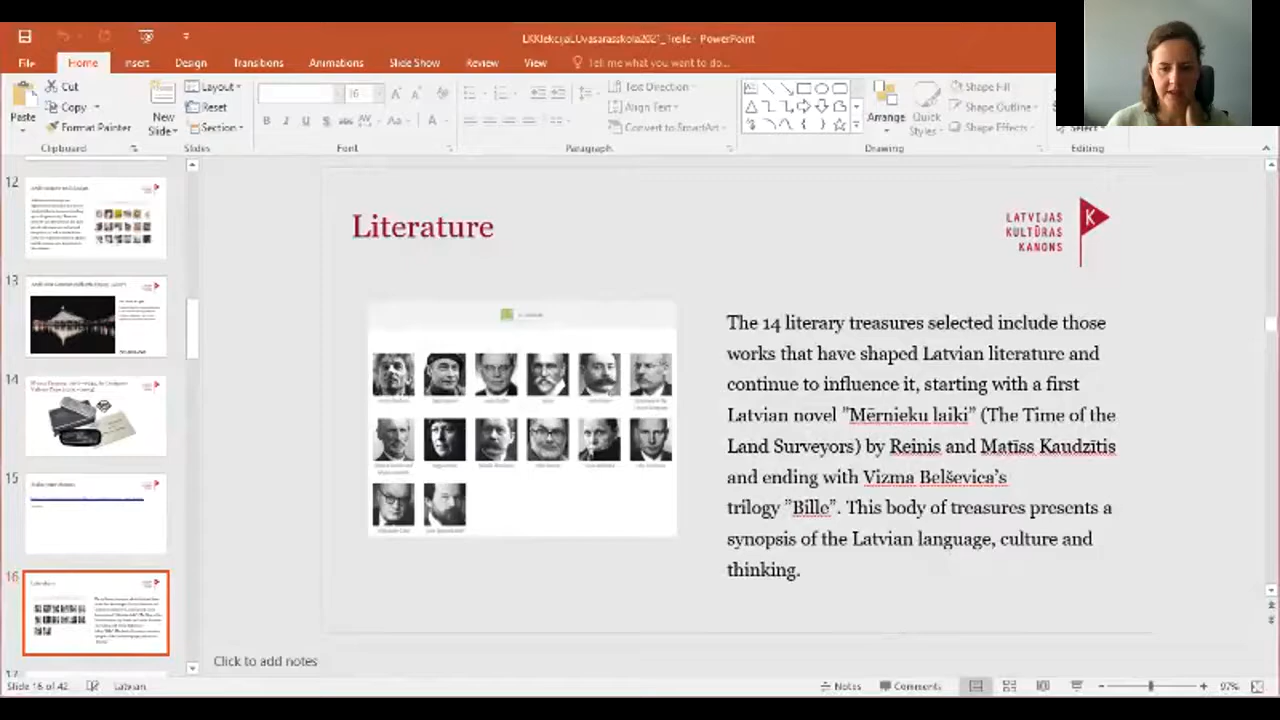 LKKlekcijaLUvasarasskola2021_Treile - PowerPoint
File Home Insert Design Transitions Animations Slide Show Review View Tell me what you want to do...
Paste
Cut
Copy
Format Painter
Clipboard
New
Slide
Layout
Reset
Section
Slides
16
Font
Text Direction
Align Text
Convert to SmartArt
Paragraph
Arrange
Quick
Styles
Shape Fill
Shape Outline
Shape Effects
Drawing
Select
Editing
12
13
14
15
16
Literature
LATVIJAS
KULTŪRAS
KANONS
K
The 14 literary treasures selected include those
works that have shaped Latvian literature and
continue to influence it, starting with a first
Latvian novel ”Mērnieku laiki” (The Time of the
Land Surveyors) by Reinis and Matīss Kaudzītis
and ending with Vizma Belševica’s
trilogy ”Bille”. This body of treasures presents a
synopsis of the Latvian language, culture and
thinking.
Click to add notes
Slide 16 of 42 Latvian Notes Comments 97%